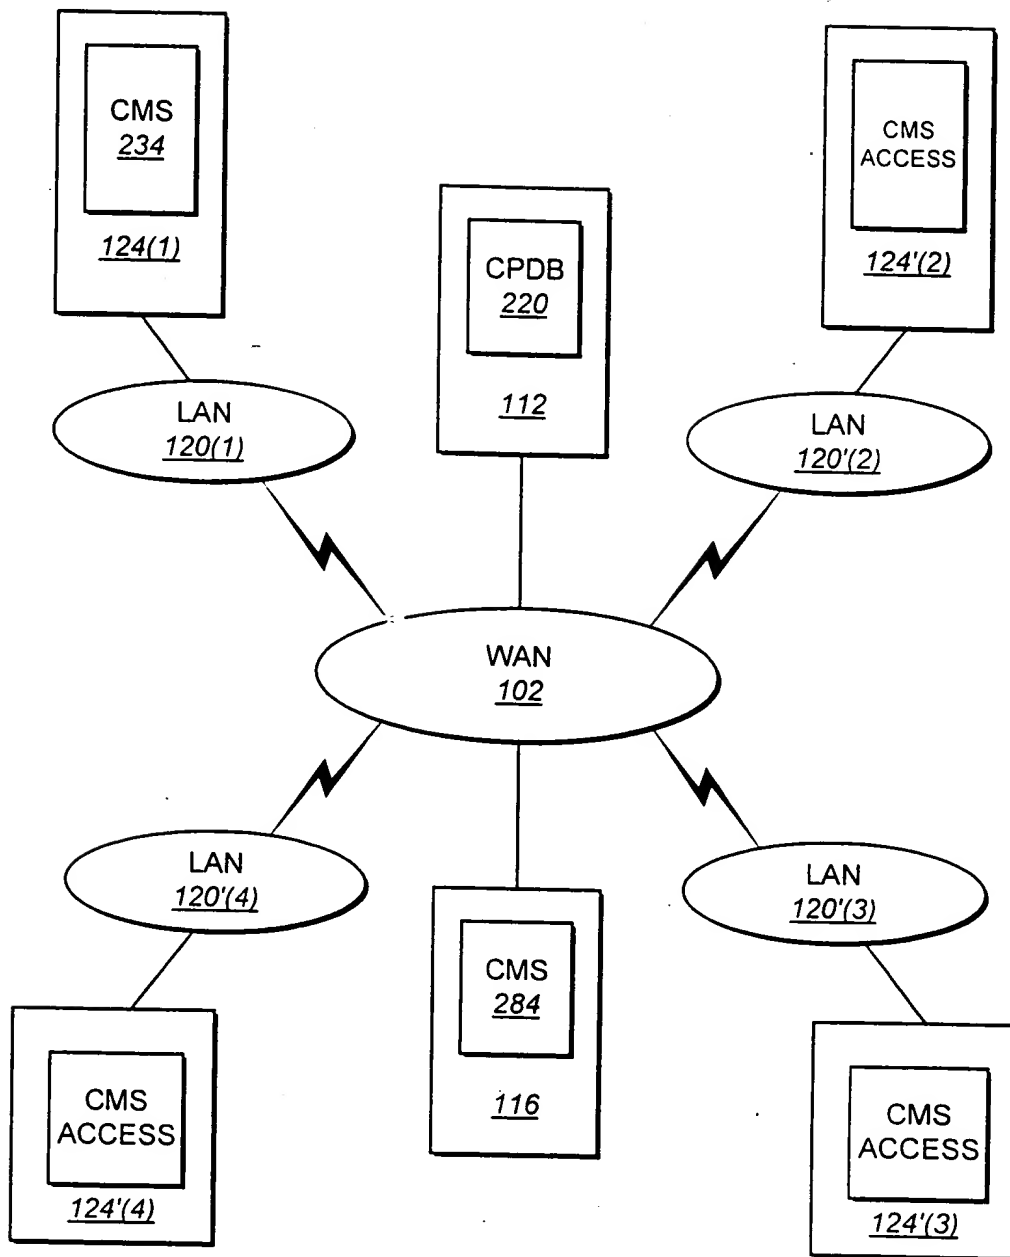 CMS
234
124(1)
CMS
ACCESS
124'(2)
CPDB
220
112
LAN
120(1)
LAN
120'(2)
WAN
102
LAN
120'(4)
LAN
120'(3)
CMS
284
116
CMS
ACCESS
124'(4)
CMS
ACCESS
124'(3)